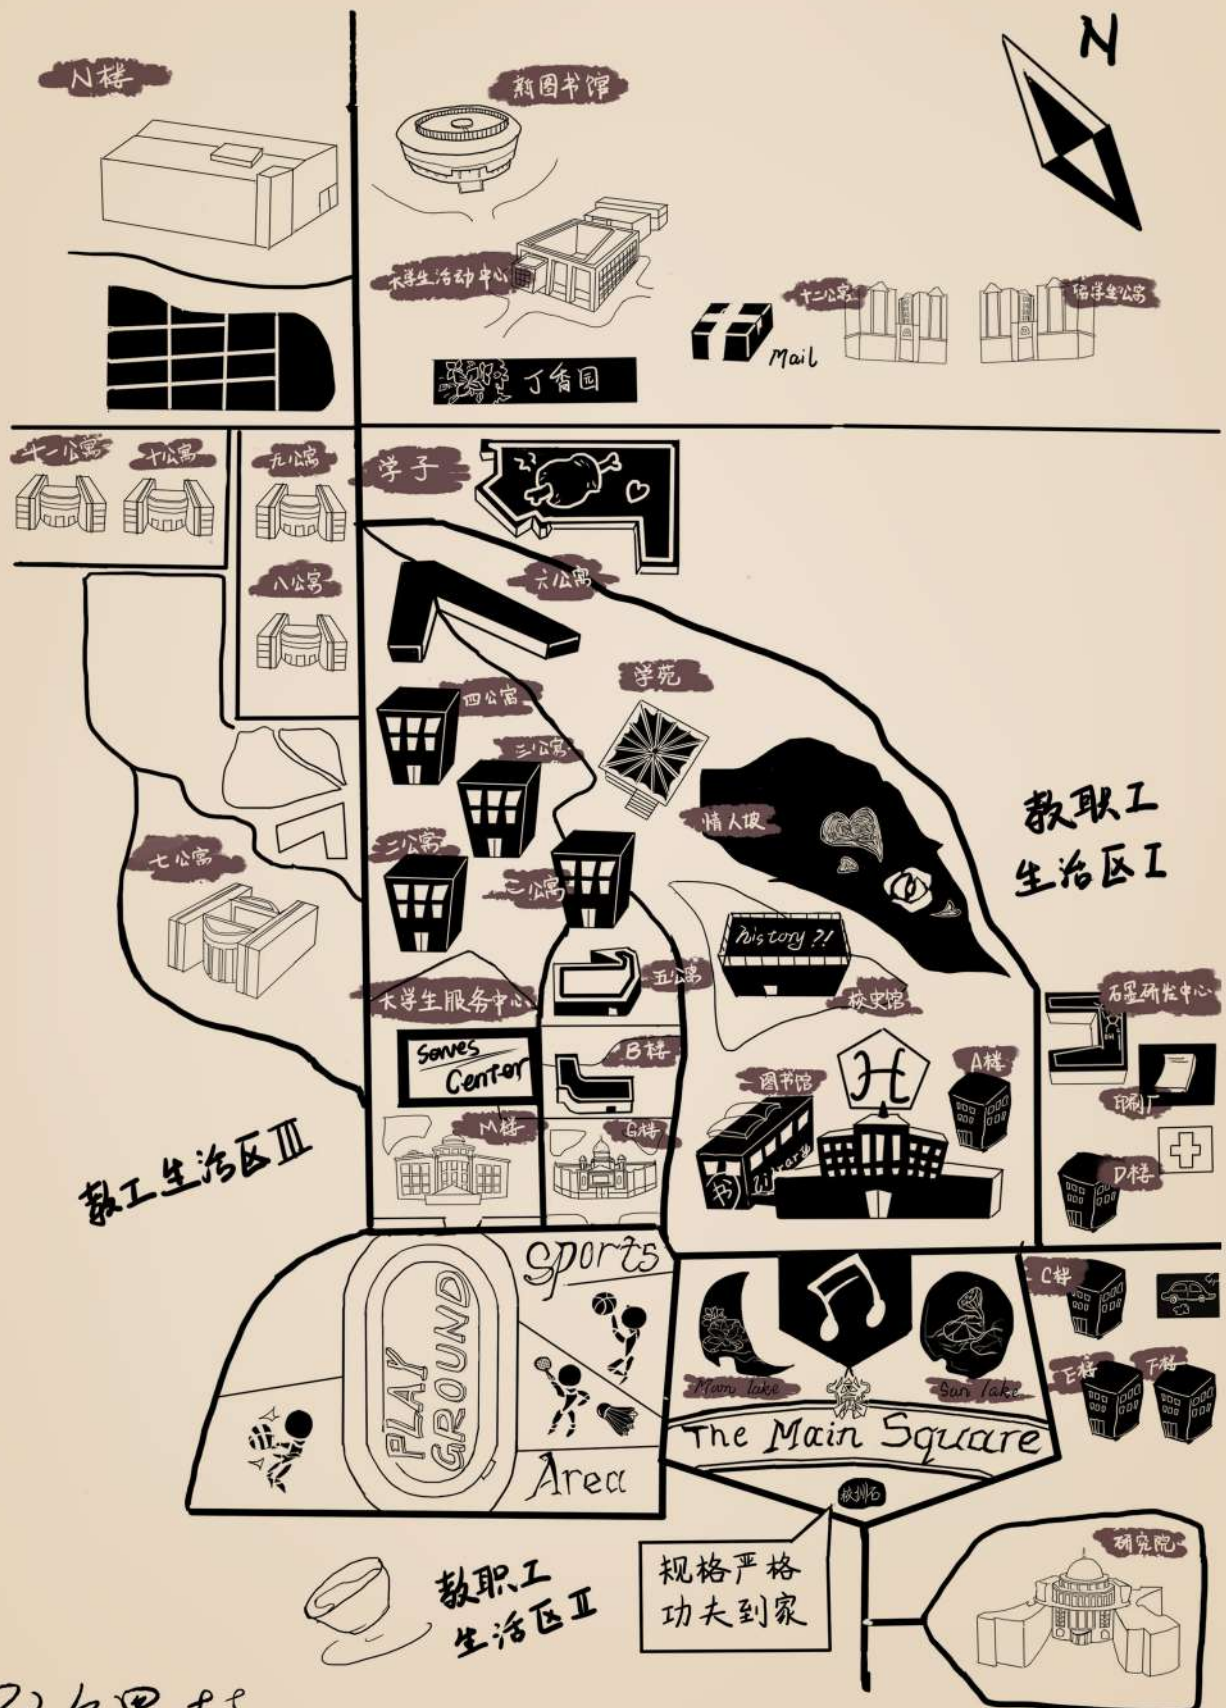 N
N楼
新图书馆
大学生活动中心
十二公寓
留学生公寓
Mail
丁香园
十一公寓
十公寓
九公寓
学子
八公寓
六公寓
四公寓
学苑
三公寓
情人坡
教职工
生活区I
二公寓
七公寓
二公寓
history?!
五公寓
大学生服务中心
校史馆
石墨研发中心
Serves
Center
B楼
图书馆
H
A楼
印刷厂
M楼
G楼
书
library
D楼
教工生活区III
Sports
PLAY
GROUND
C楼
E楼
F楼
Sun lake
The Main Square
Area
校训石
规格严格
功夫到家
教职工
生活区II
研究院